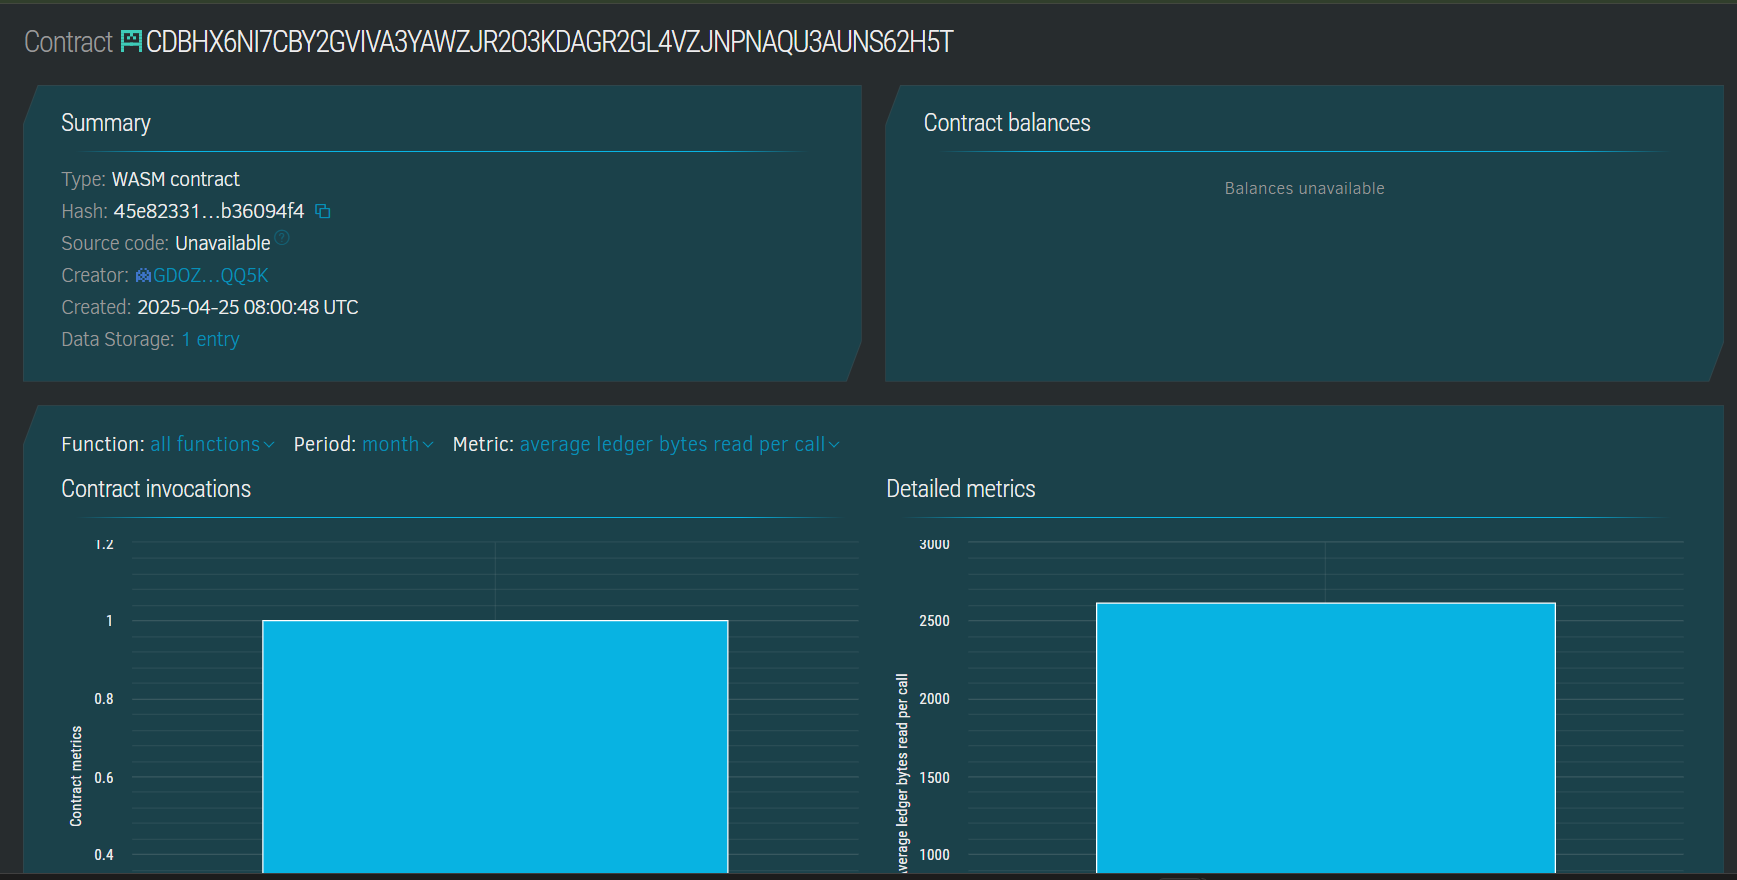 Contract CDBHX6NI7CBY2GVIVA3YAWZJR2O3KDAGR2GL4VZJNPNAQU3AUNS62H5T
Summary
Type: WASM contract
Hash: 45e82331...b36094f4
Source code: Unavailable ?
Creator: GDOZ...QQ5K
Created: 2025-04-25 08:00:48 UTC
Data Storage: 1 entry
Contract balances
Balances unavailable
Function: all functions Period: month Metric: average ledger bytes read per call
Contract invocations
1.2
1
0.8
0.6
0.4
Contract metrics
Detailed metrics
3000
2500
2000
1500
1000
verage ledger bytes read per call